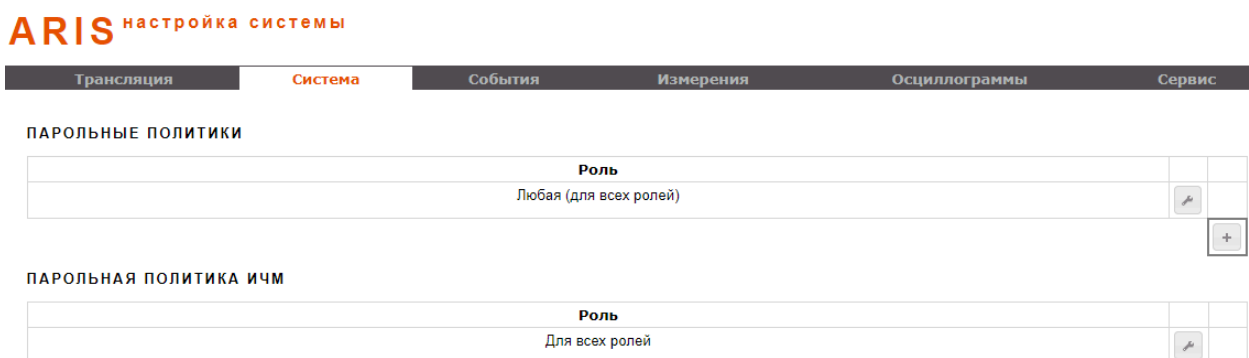 ARIS настройка системы
Трансляция Система События Измерения Осциллограммы Сервис
ПАРОЛЬНЫЕ ПОЛИТИКИ
Роль
Любая (для всех ролей)
+
ПАРОЛЬНАЯ ПОЛИТИКА ИЧМ
Роль
Для всех ролей